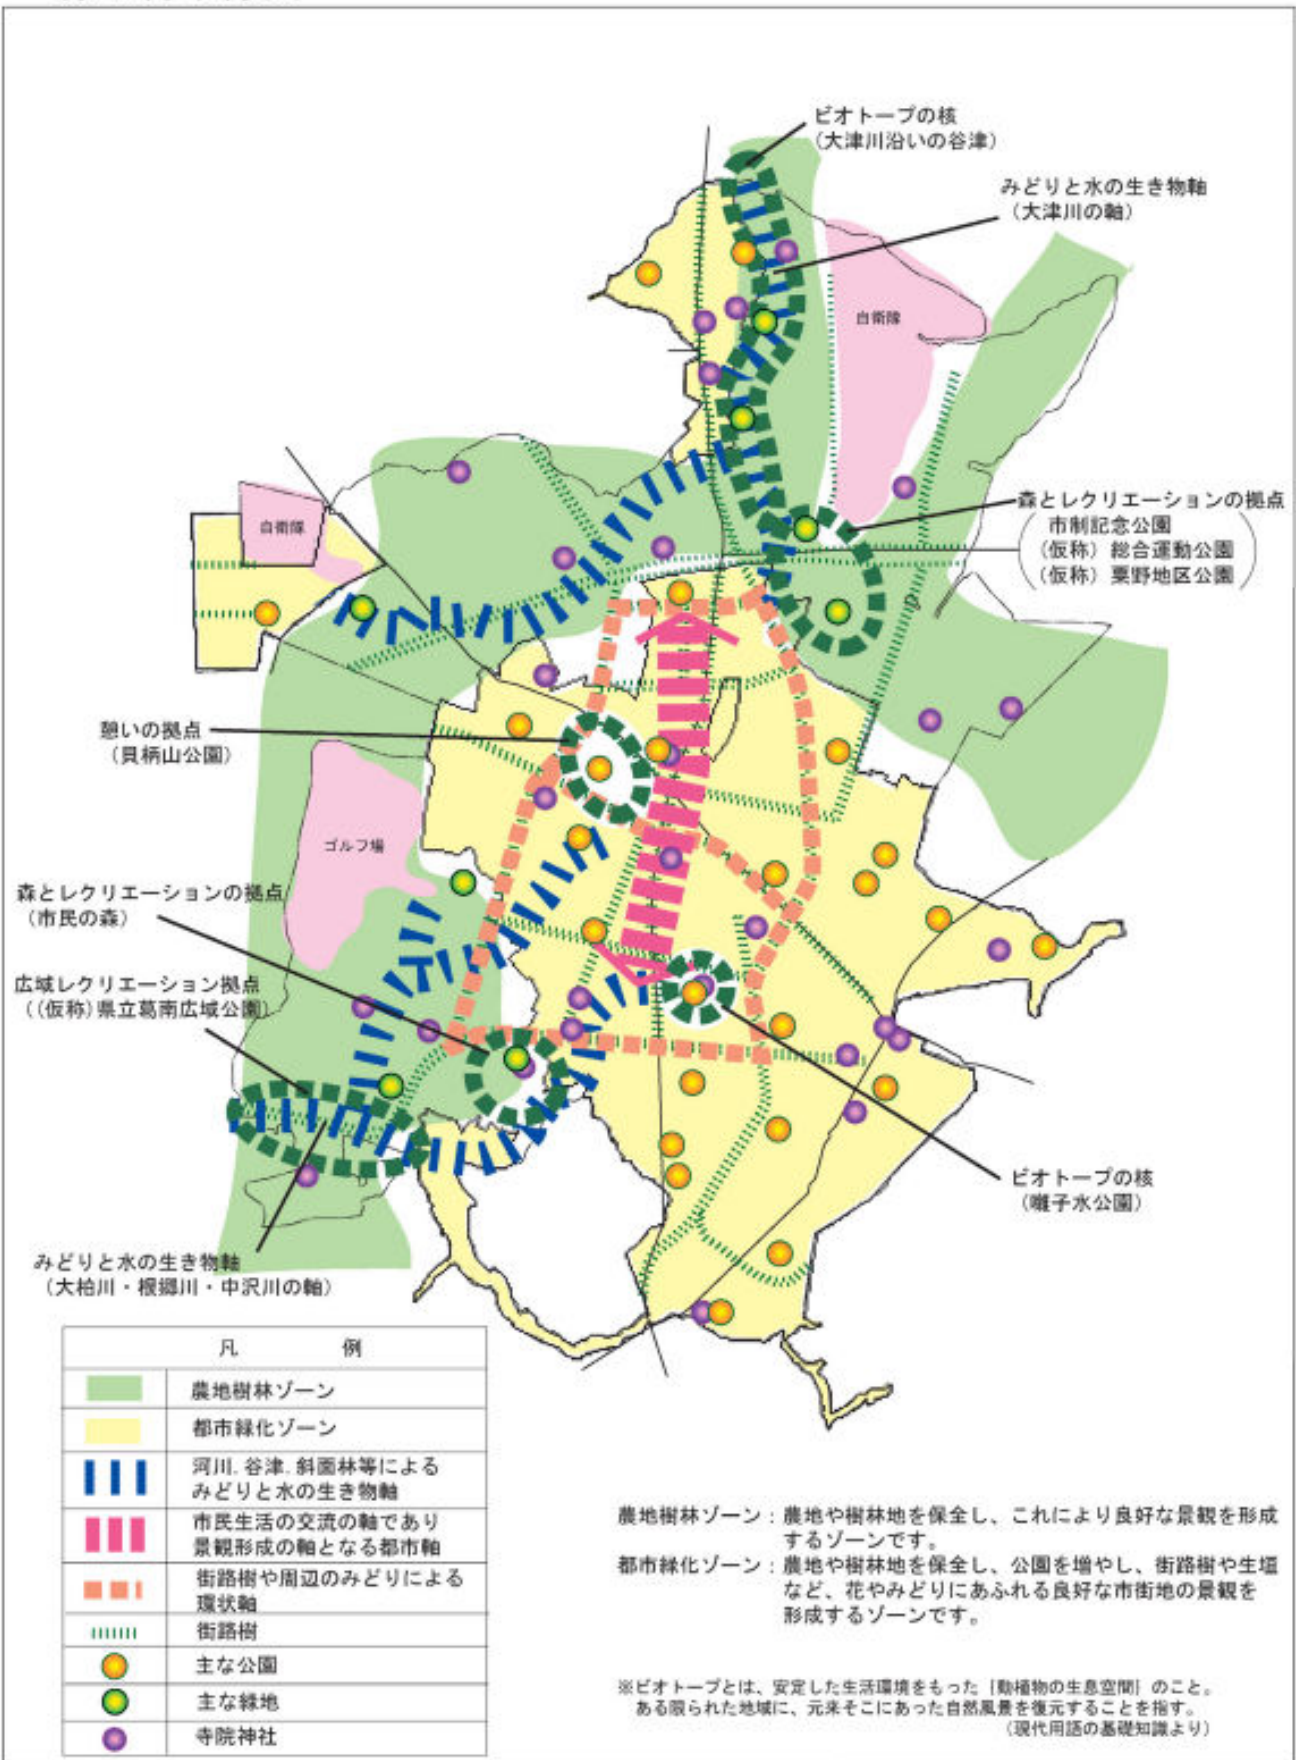 ビオトープの核
（大津川沿いの谷津）
みどりと水の生き物軸
（大津川の軸）
自衛隊
森とレクリエーションの拠点
市制記念公園
（仮称）総合運動公園
（仮称）粟野地区公園
自衛隊
憩いの拠点
（貝柄山公園）
ゴルフ場
森とレクリエーションの拠点
（市民の森）
広域レクリエーション拠点
（（仮称）県立葛南広域公園）
ビオトープの核
（囃子水公園）
みどりと水の生き物軸
（大柏川・根郷川・中沢川の軸）
凡　例
農地樹林ゾーン
都市緑化ゾーン
河川.谷津.斜面林等による
みどりと水の生き物軸
市民生活の交流の軸であり
景観形成の軸となる都市軸
街路樹や周辺のみどりによる
環状軸
街路樹
主な公園
主な緑地
寺院神社
農地樹林ゾーン：農地や樹林地を保全し、これにより良好な景観を形成
するゾーンです。
都市緑化ゾーン：農地や樹林地を保全し、公園を増やし、街路樹や生垣
など、花やみどりにあふれる良好な市街地の景観を
形成するゾーンです。
※ビオトープとは、安定した生活環境をもった「動植物の生息空間」のこと。
ある限られた地域に、元来そこにあった自然風景を復元することを指す。
（現代用語の基礎知識より）